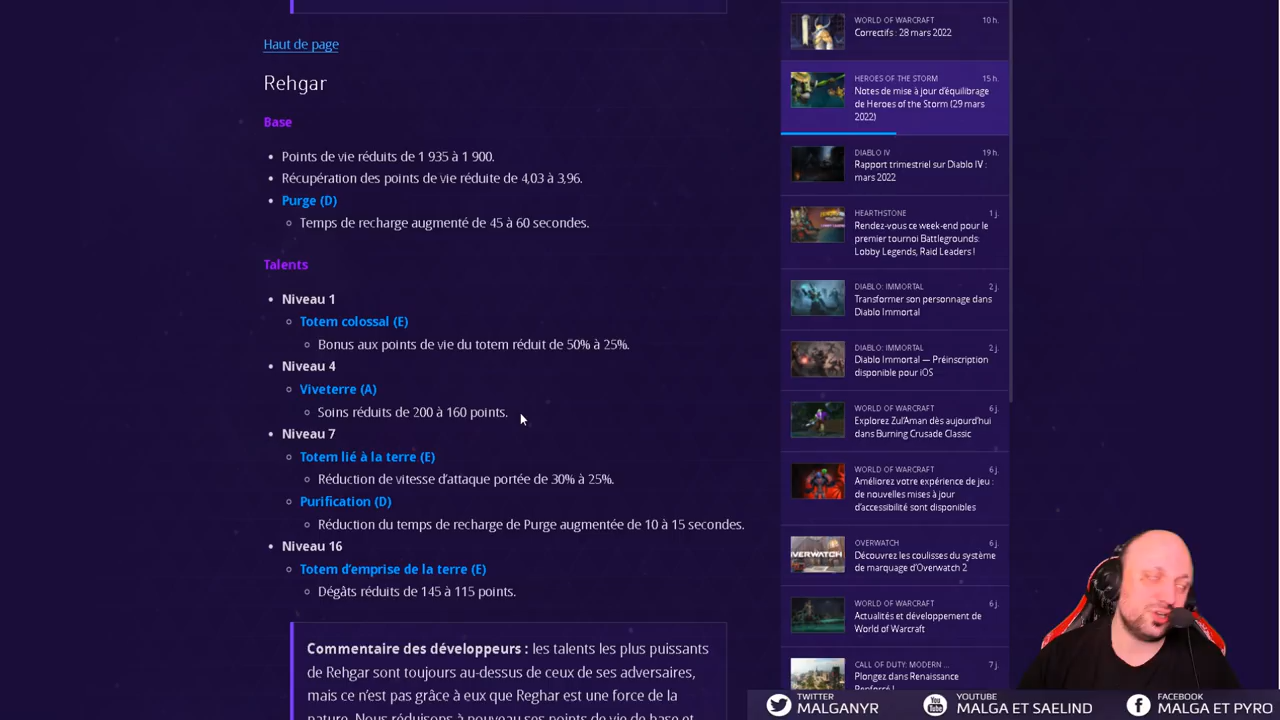 Haut de page
Rehgar
Base
Points de vie réduits de 1 935 à 1 900.
Récupération des points de vie réduite de 4,03 à 3,96.
Purge (D)
Temps de recharge augmenté de 45 à 60 secondes.
Talents
Niveau 1
Totem colossal (E)
Bonus aux points de vie du totem réduit de 50% à 25%.
Niveau 4
Viveterre (A)
Soins réduits de 200 à 160 points.
Niveau 7
Totem lié à la terre (E)
Réduction de vitesse d'attaque portée de 30% à 25%.
Purification (D)
Réduction du temps de recharge de Purge augmentée de 10 à 15 secondes.
Niveau 16
Totem d'emprise de la terre (E)
Dégâts réduits de 145 à 115 points.
Commentaire des développeurs : les talents les plus puissants
de Rehgar sont toujours au-dessus de ceux de ses adversaires,
mais ce n'est pas grâce à eux que Reghar est une force de la
nature. Nous réduisons à nouveau ses points de vie de base et
WORLD OF WARCRAFT 10 h.
Correctifs : 28 mars 2022
HEROES OF THE STORM 15 h.
Notes de mise à jour d'équilibrage
de Heroes of the Storm (29 mars
2022)
DIABLO IV 19 h.
Rapport trimestriel sur Diablo IV :
mars 2022
HEARTHSTONE 1 j.
Rendez-vous ce week-end pour le
premier tournoi Battlegrounds:
Lobby Legends, Raid Leaders !
DIABLO: IMMORTAL 2 j.
Transformer son personnage dans
Diablo Immortal
DIABLO: IMMORTAL 2 j.
Diablo Immortal — Préinscription
disponible pour iOS
WORLD OF WARCRAFT 6 j.
Explorez Zul'Aman dès aujourd'hui
dans Burning Crusade Classic
WORLD OF WARCRAFT 6 j.
Améliorez votre expérience de jeu :
de nouvelles mises à jour
d'accessibilité sont disponibles
OVERWATCH 6 j.
Découvrez les coulisses du système
de marquage d'Overwatch 2
WORLD OF WARCRAFT 6 j.
Actualités et développement de
World of Warcraft
CALL OF DUTY: MODERN ... 7 j.
Plongez dans Renaissance
TWITTER
MALGANYR
YOUTUBE
MALGA ET SAELIND
FACEBOOK
MALGA ET PYRO